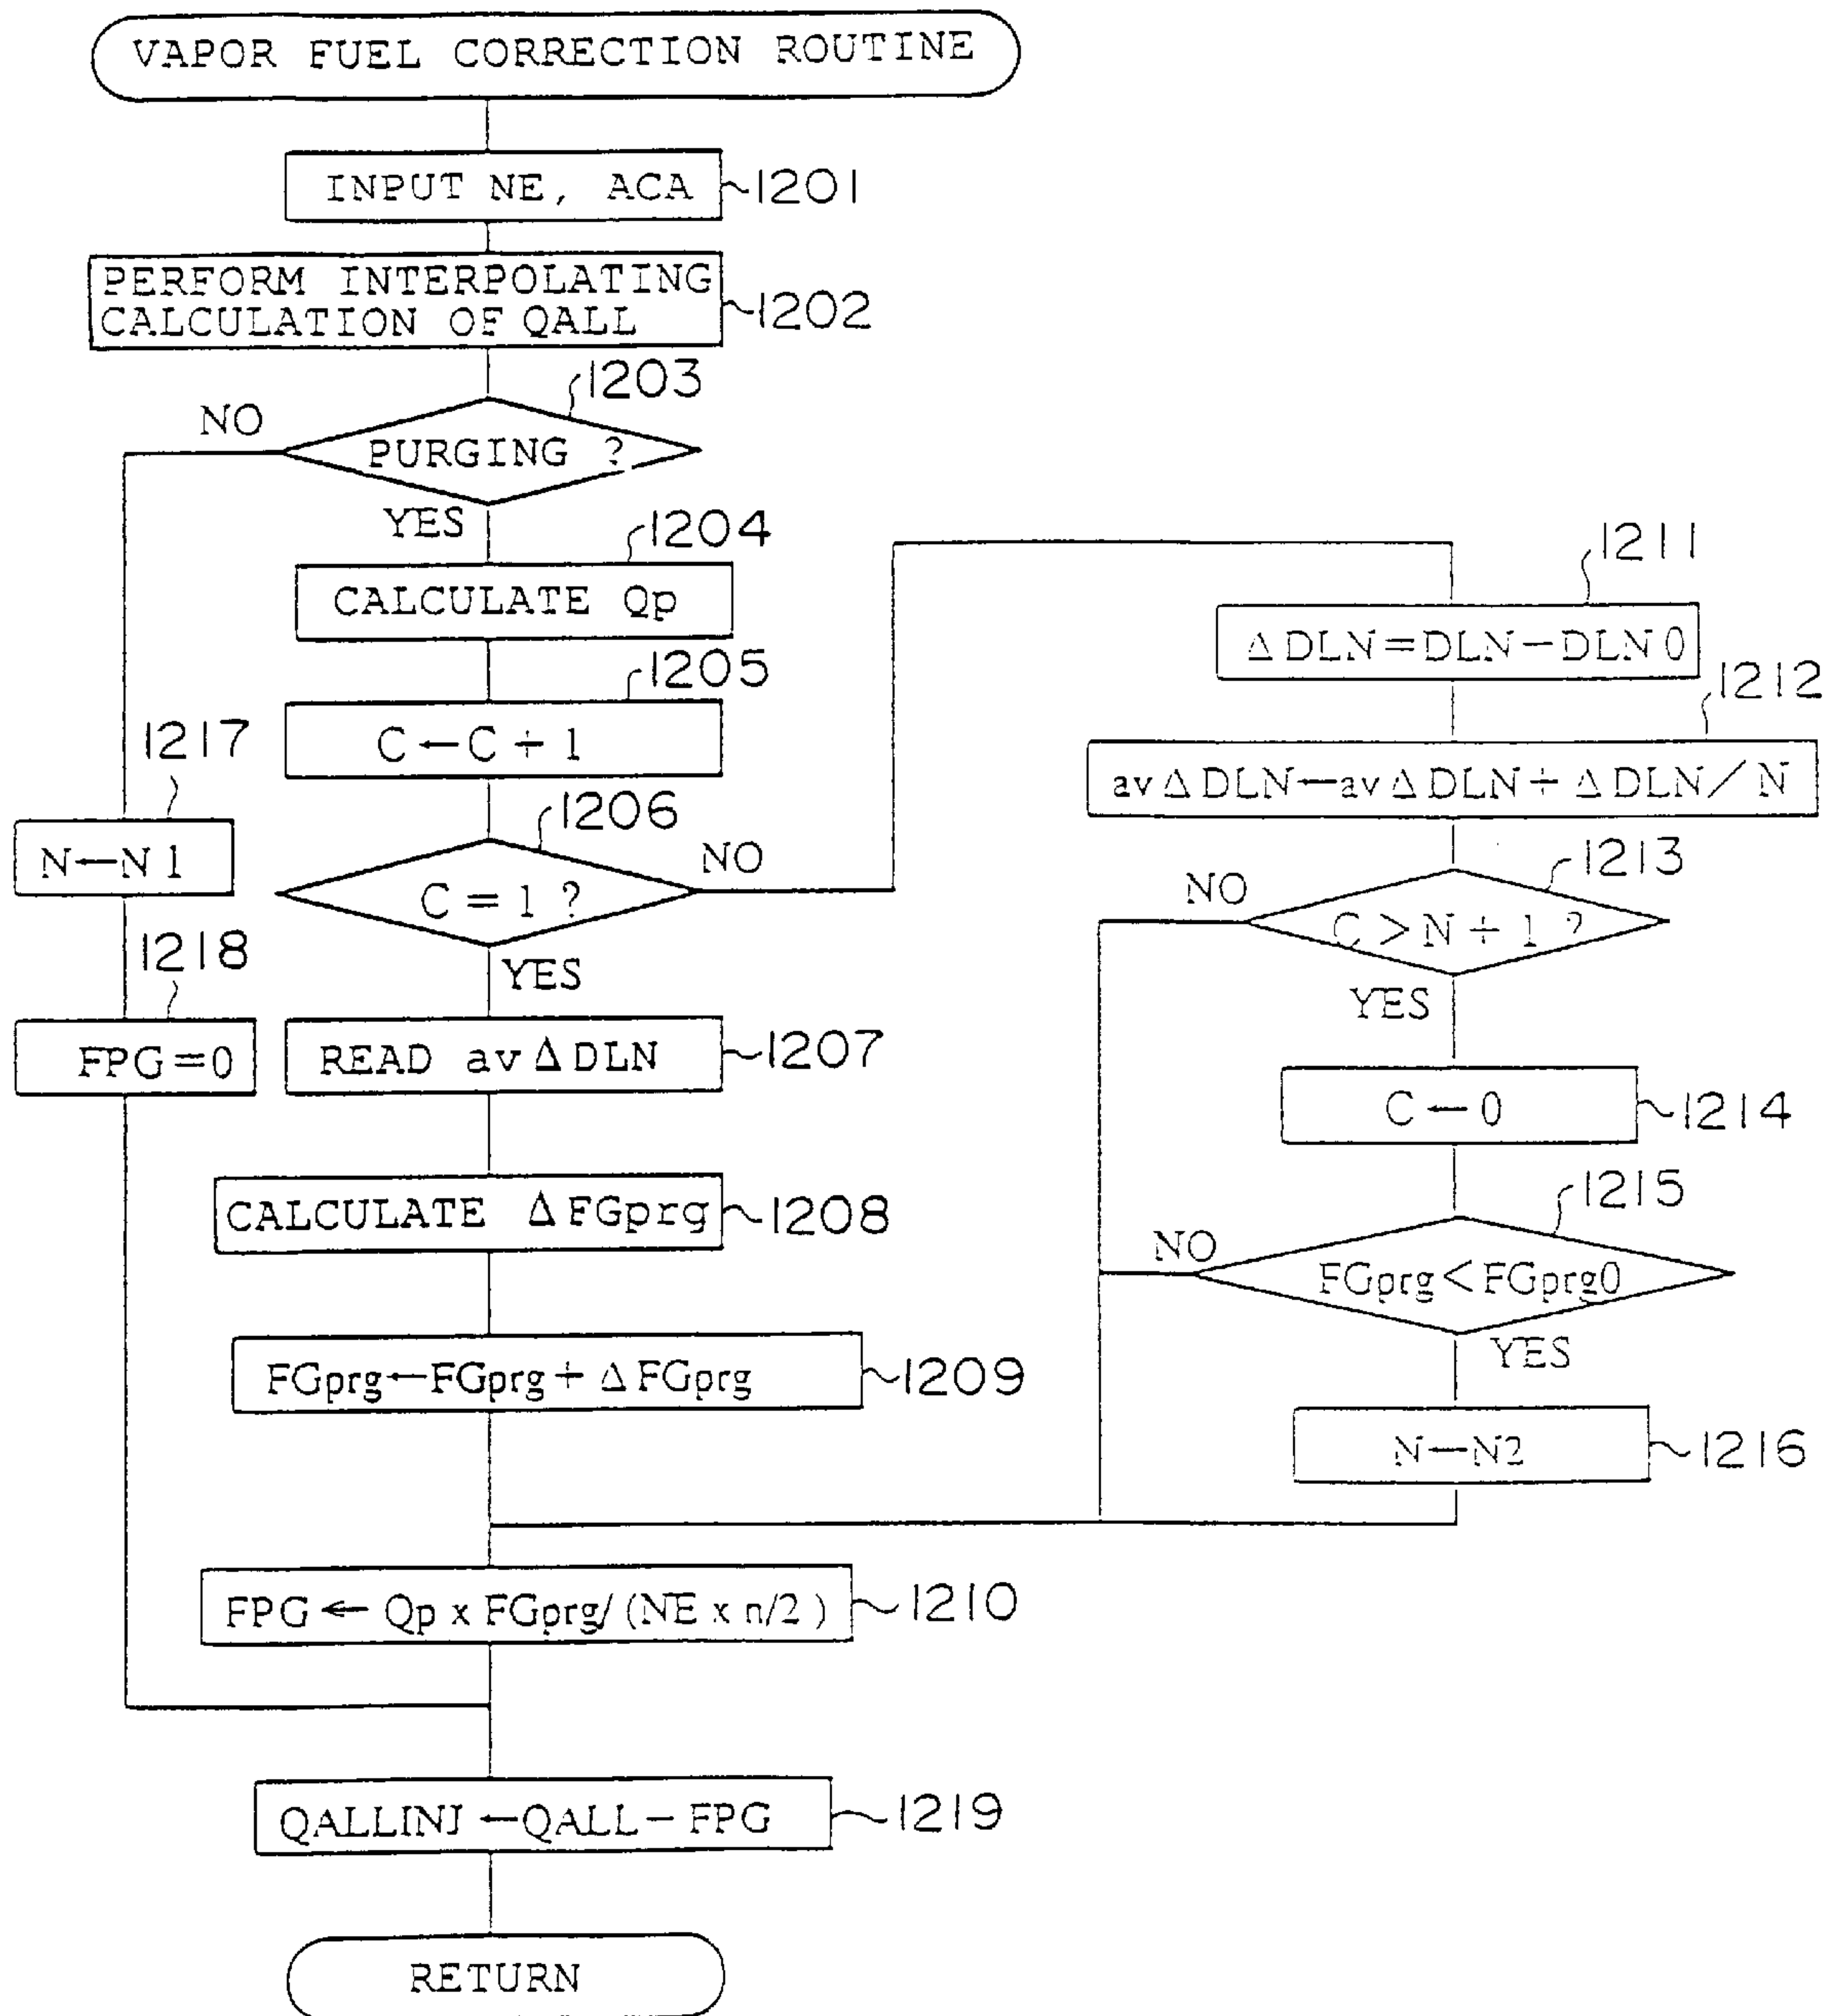 VAPOR FUEL CORRECTION ROUTINE
INPUT NE, ACA
1201
PERFORM INTERPOLATING
CALCULATION OF QALL
1202
1203
NO
PURGING ?
YES
1204
CALCULATE Qp
1205
C←C+1
1206
C=1 ?
NO
YES
1217
N←N1
1218
FPG=0
READ avΔDLN
1207
CALCULATE ΔFGprg
1208
FGprg←FGprg+ΔFGprg
1209
1211
ΔDLN=DLN-DLN0
1212
avΔDLN←avΔDLN+ΔDLN/N
1213
NO
C>N+1 ?
YES
C←0
1214
1215
NO
FGprg<FGprg0
YES
N←N2
1216
FPG ← Qp x FGprg/(NE x n/2)
1210
QALLINJ←QALL-FPG
1219
RETURN